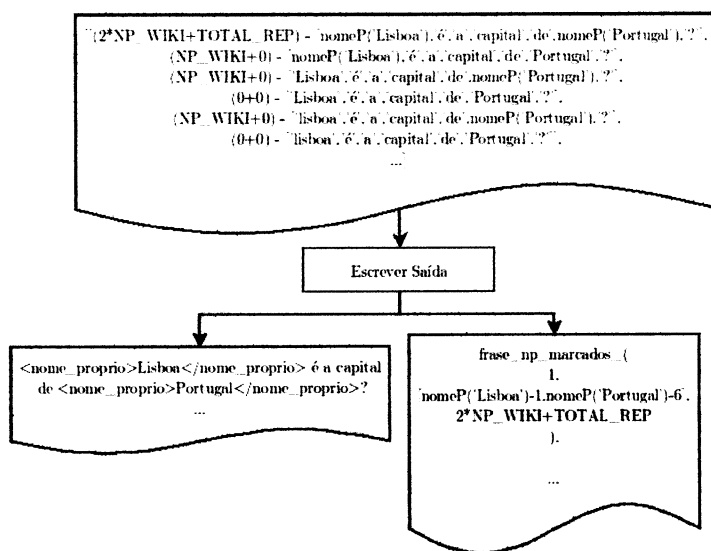 "(2*NP_WIKI+TOTAL_REP) - 'nomeP('Lisboa'),'é','a','capital','de',nomeP('Portugal'),'?'",
(NP_WIKI+0) - "nomeP('Lisboa'),'é','a','capital','de','Portugal','?'",
(NP_WIKI+0) - "'Lisboa','é','a','capital','de',nomeP('Portugal'),'?'",
(0+0) - "'Lisboa','é','a','capital','de','Portugal','?'",
(NP_WIKI+0) - "'lisboa','é','a','capital','de',nomeP('Portugal'),'?'",
(0+0) - "'lisboa','é','a','capital','de','Portugal','?'",
..."
Escrever Saída
<nome_proprio>Lisboa</nome_proprio> é a capital
de <nome_proprio>Portugal</nome_proprio>?
...
frase_np_marcados_(
1,
'nomeP('Lisboa')-1,nomeP('Portugal')-6',
2*NP_WIKI+TOTAL_REP
).
...